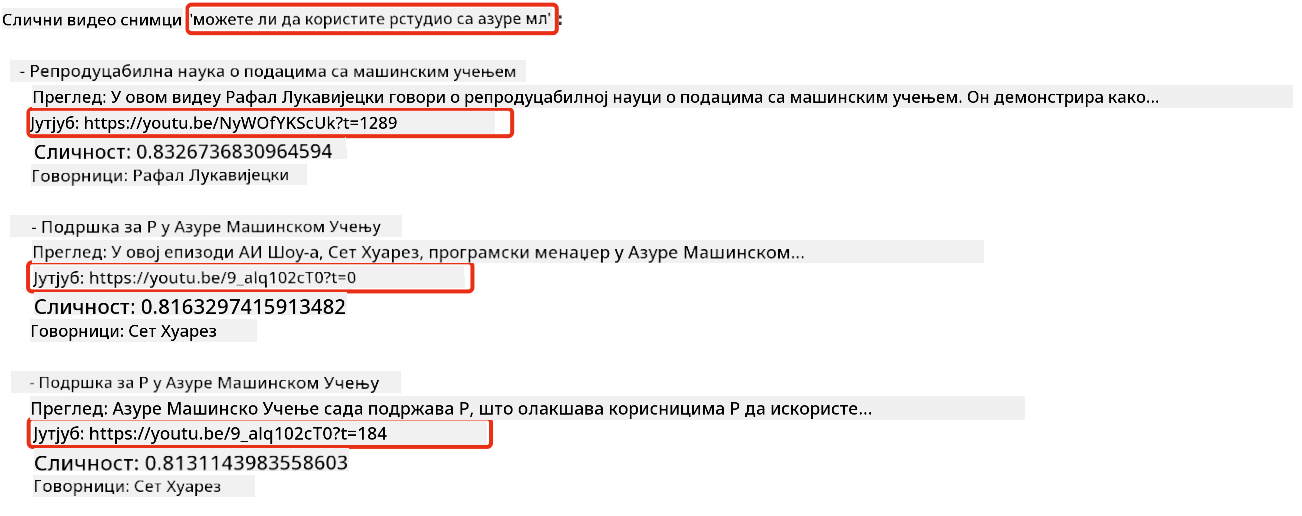 Слични видео снимци 'можете ли да користите рстудио са азуре мл':
- Репродуцабилна наука о подацима са машинским учењем
Преглед: У овом видеу Рафал Лукавијецки говори о репродуцабилној науци о подацима са машинским учењем. Он демонстрира како...
Јутјуб: https://youtu.be/NyWOfYKScUk?t=1289
Сличност: 0.8326736830964594
Говорници: Рафал Лукавијецки
- Подршка за Р у Азуре Машинском Учењу
Преглед: У овој епизоди АИ Шоу-а, Сет Хуарез, програмски менаџер у Азуре Машинском...
Јутјуб: https://youtu.be/9_alq102cT0?t=0
Сличност: 0.8163297415913482
Говорници: Сет Хуарез
- Подршка за Р у Азуре Машинском Учењу
Преглед: Азуре Машинско Учење сада подржава Р, што олакшава корисницима Р да искористе...
Јутјуб: https://youtu.be/9_alq102cT0?t=184
Сличност: 0.8131143983558603
Говорници: Сет Хуарез